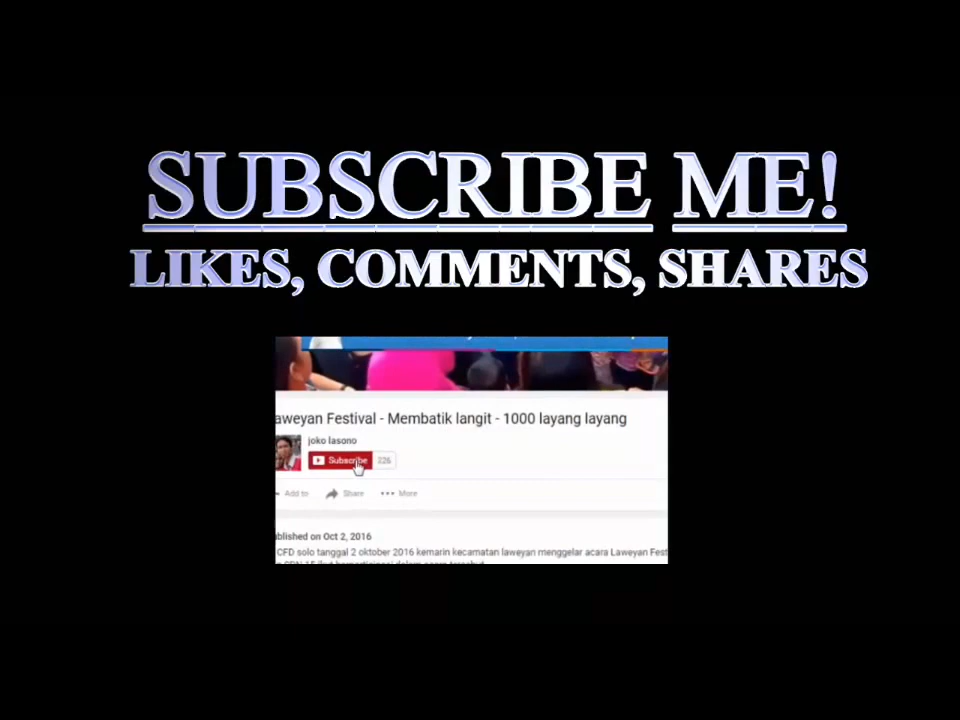 SUBSCRIBE ME!
LIKES, COMMENTS, SHARES
aweyan Festival - Membatik langit - 1000 layang layang
joko lasono
Subscribe 226
Add to Share More
blished on Oct 2, 2016
CFD solo tanggal 2 oktober 2016 kemarin kecamatan laweyan menggelar acara Laweyan Fest